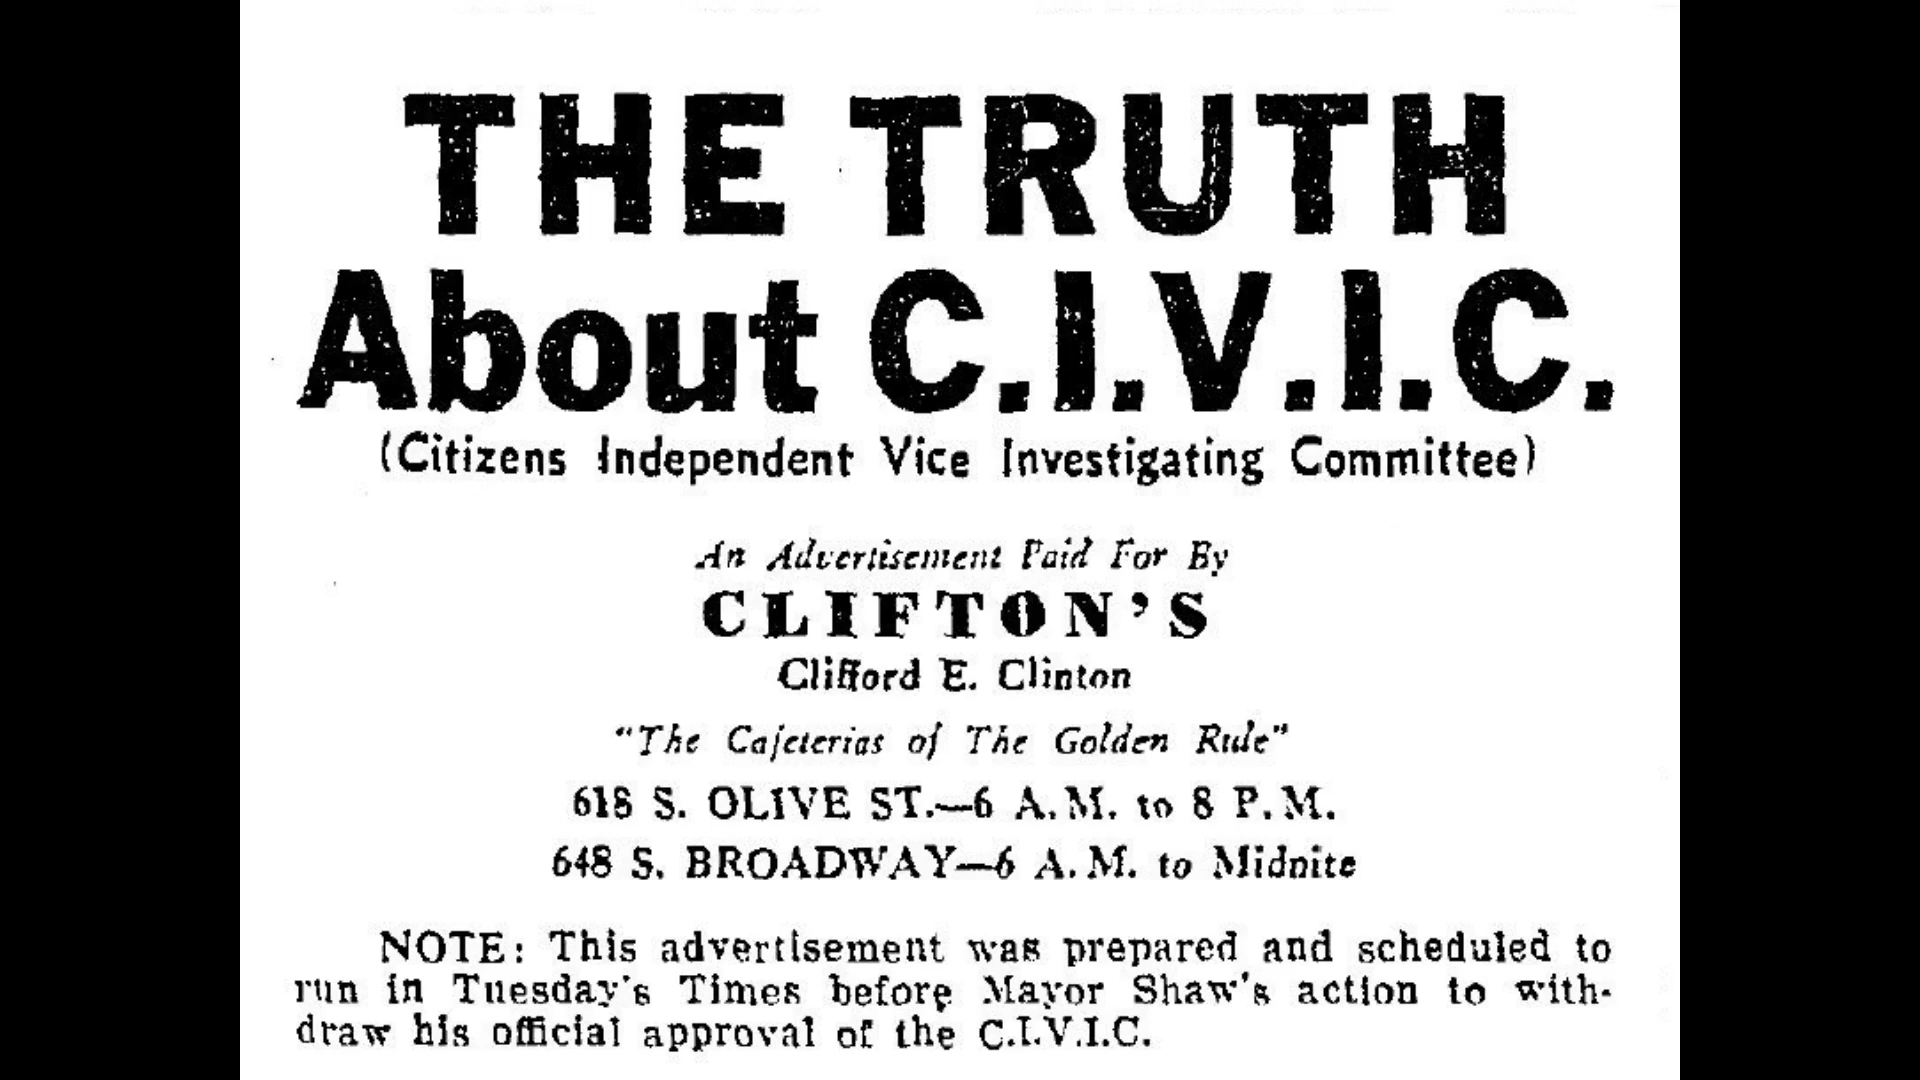 THE TRUTH
About C.I.V.I.C.
(Citizens Independent Vice Investigating Committee)
An Advertisement Paid For By
CLIFTON'S
Clifford E. Clinton
"The Cafeterias of The Golden Rule"
618 S. OLIVE ST.—6 A.M. to 8 P.M.
648 S. BROADWAY—6 A.M. to Midnite
NOTE: This advertisement was prepared and scheduled to
run in Tuesday's Times before Mayor Shaw's action to with-
draw his official approval of the C.I.V.I.C.